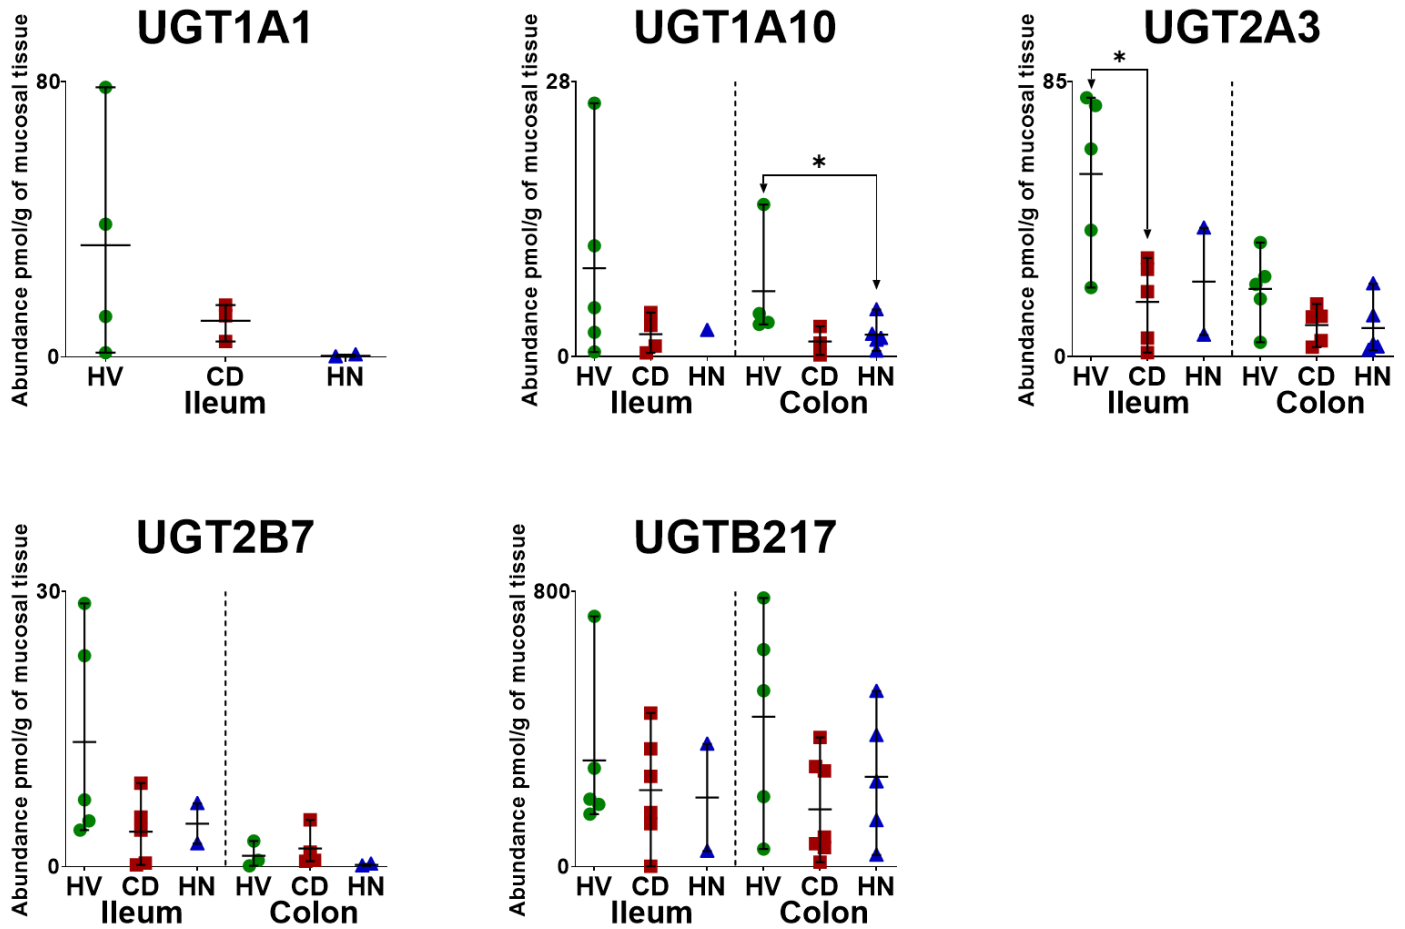 UGT1A1
Abundance pmol/g of mucosal tissue
80
0
HV CD HN
Ileum
UGT1A10
Abundance pmol/g of mucosal tissue
28
0
*
HV CD HN HV CD HN
Ileum Colon
UGT2A3
Abundance pmol/g of mucosal tissue
85
0
*
HV CD HN HV CD HN
Ileum Colon
UGT2B7
Abundance pmol/g of mucosal tissue
30
0
HV CD HN HV CD HN
Ileum Colon
UGTB217
Abundance pmol/g of mucosal tissue
800
0
HV CD HN HV CD HN
Ileum Colon